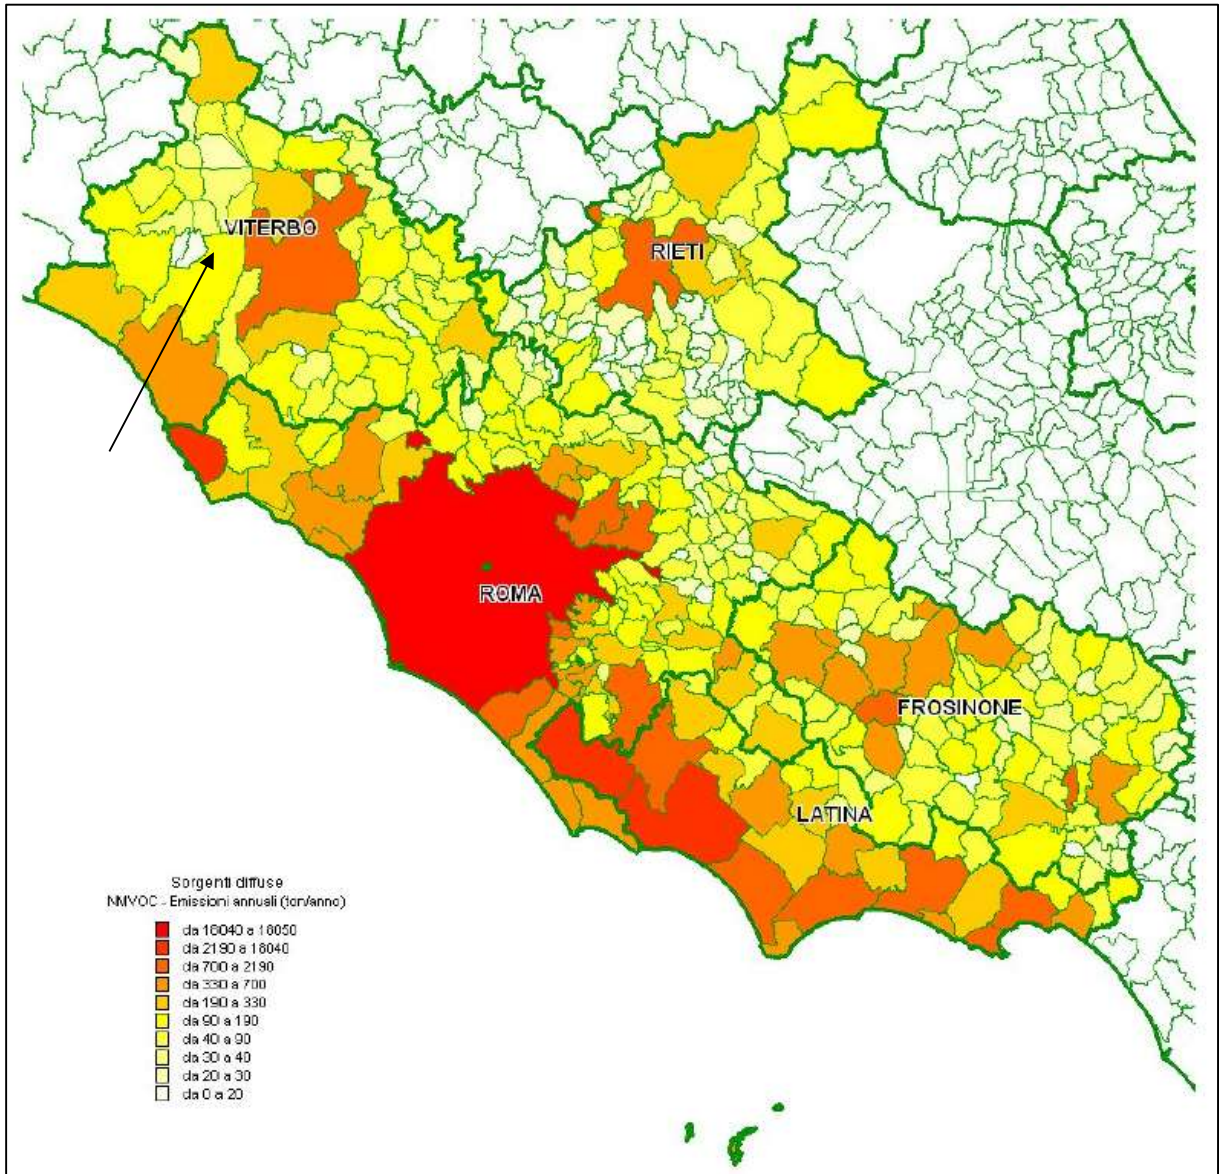 VITERBO
RIETI
ROMA
FROSINONE
LATINA
Sorgenti diffuse
NMVOC - Emissioni annuali (ton/anno)
da 18040 a 18050
da 2190 a 18040
da 700 a 2190
da 330 a 700
da 190 a 330
da 90 a 190
da 40 a 90
da 30 a 40
da 20 a 30
da 0 a 20